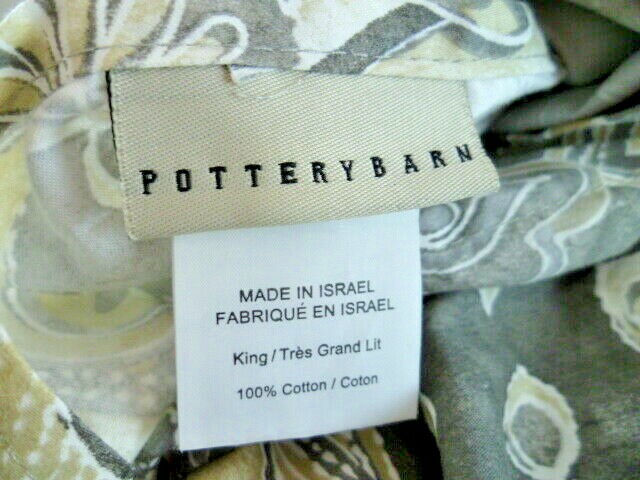 POTTERYBARN
MADE IN ISRAEL
FABRIQUÉ EN ISRAEL
King / Très Grand Lit
100% Cotton / Coton